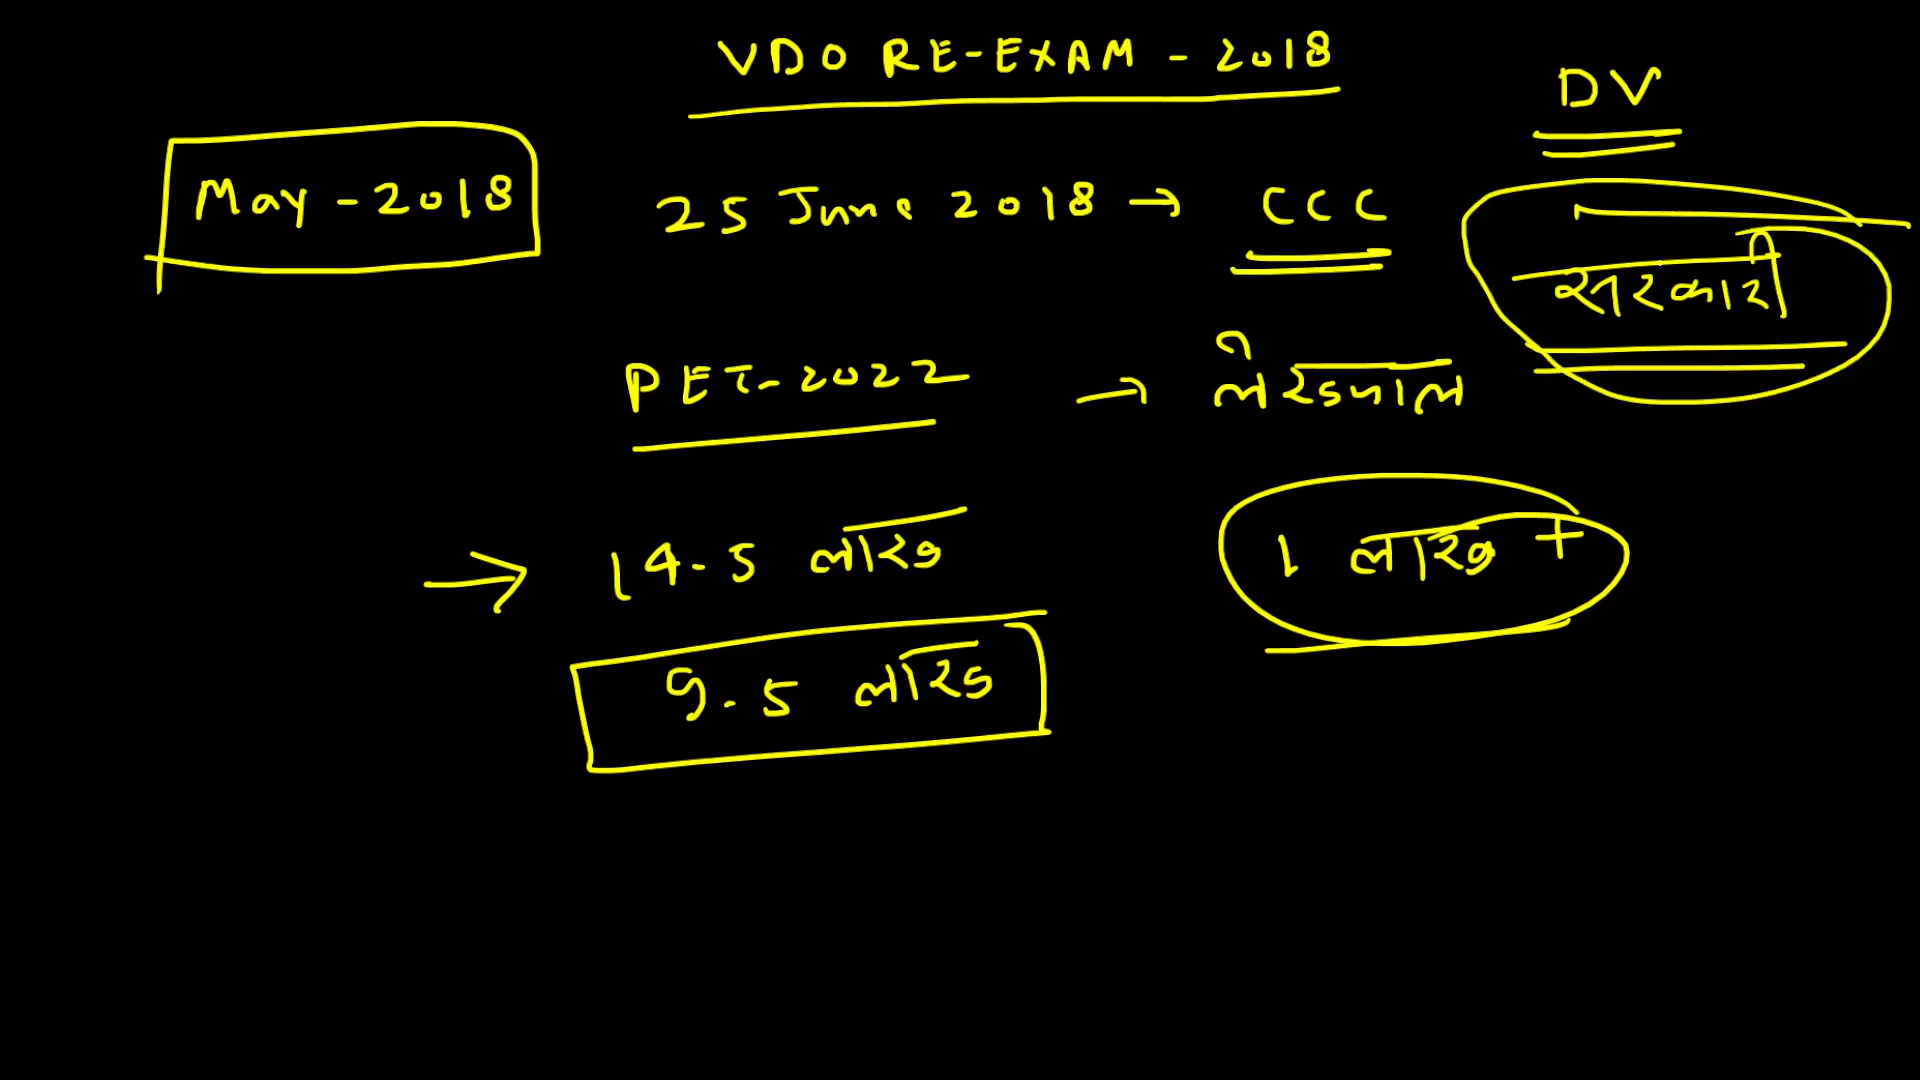 VDO RE-EXAM - 2018
DV
May - 2018
25 June 2018 → CCC
सरकारी
PET-2022 → लेखपाल
→ 14.5 लाख
1 लाख +
9.5 लाख